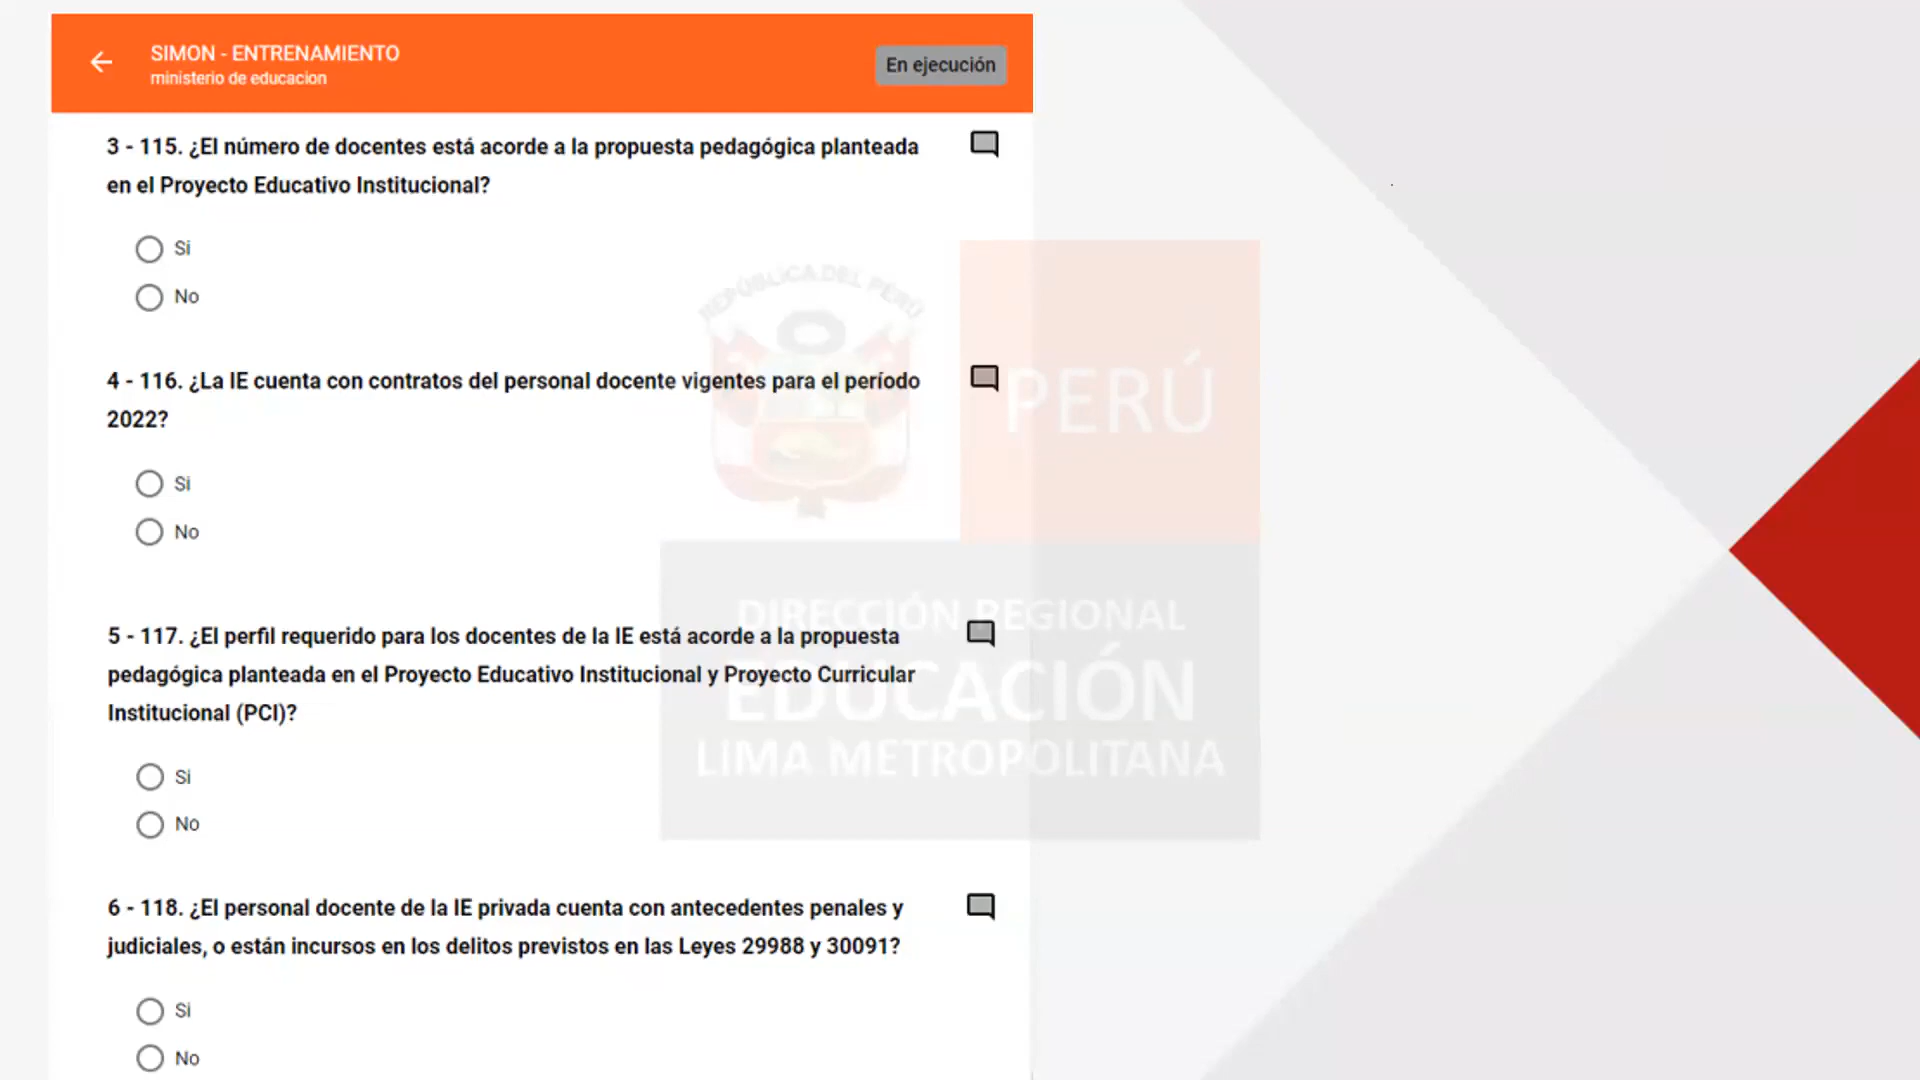 SIMON - ENTRENAMIENTO
ministerio de educacion
En ejecución
3 - 115. ¿El número de docentes está acorde a la propuesta pedagógica planteada
en el Proyecto Educativo Institucional?
Si
No
4 - 116. ¿La IE cuenta con contratos del personal docente vigentes para el período
2022?
Si
No
5 - 117. ¿El perfil requerido para los docentes de la IE está acorde a la propuesta
pedagógica planteada en el Proyecto Educativo Institucional y Proyecto Curricular
Institucional (PCI)?
Si
No
6 - 118. ¿El personal docente de la IE privada cuenta con antecedentes penales y
judiciales, o están incursos en los delitos previstos en las Leyes 29988 y 30091?
Si
No
REPÚBLICA DEL PERÚ
PERÚ
DIRECCIÓN REGIONAL
EDUCACIÓN
LIMA METROPOLITANA